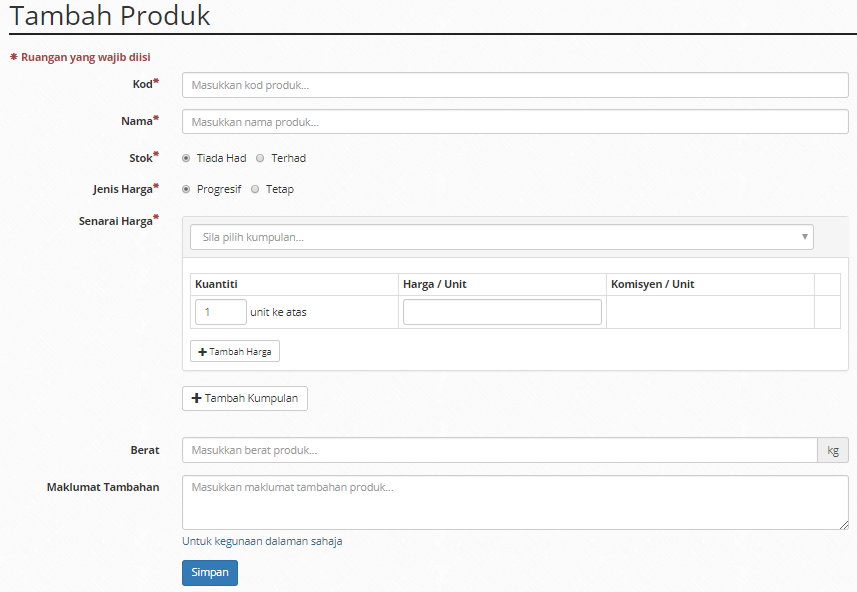 Tambah Produk
* Ruangan yang wajib diisi
Kod* Masukkan kod produk...
Nama* Masukkan nama produk...
Stok* Tiada Had Terhad
Jenis Harga* Progresif Tetap
Senarai Harga*
Sila pilih kumpulan...
Kuantiti Harga / Unit Komisyen / Unit
1 unit ke atas
+ Tambah Harga
+ Tambah Kumpulan
Berat Masukkan berat produk... kg
Maklumat Tambahan Masukkan maklumat tambahan produk...
Untuk kegunaan dalaman sahaja
Simpan